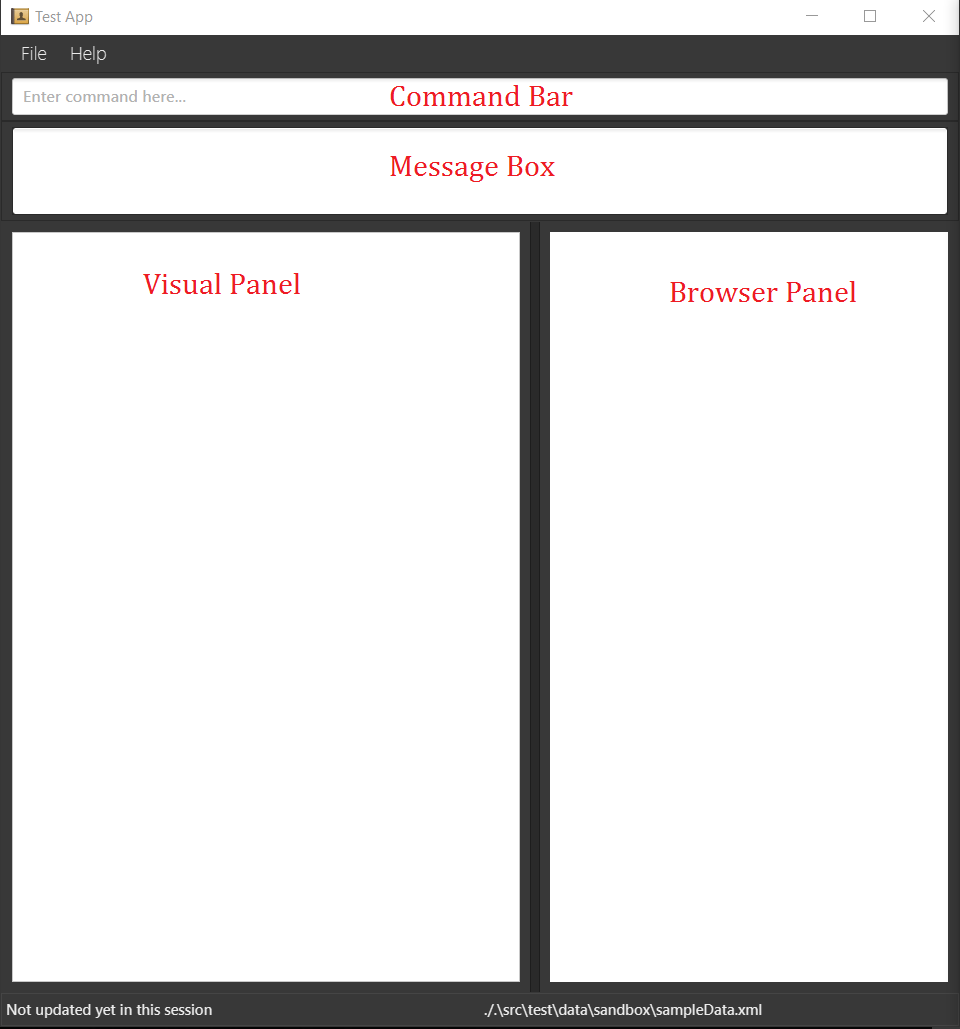 Test App
File Help
Enter command here...
Command Bar
Message Box
Visual Panel
Browser Panel
Not updated yet in this session
././src\test\data\sandbox\sampleData.xml